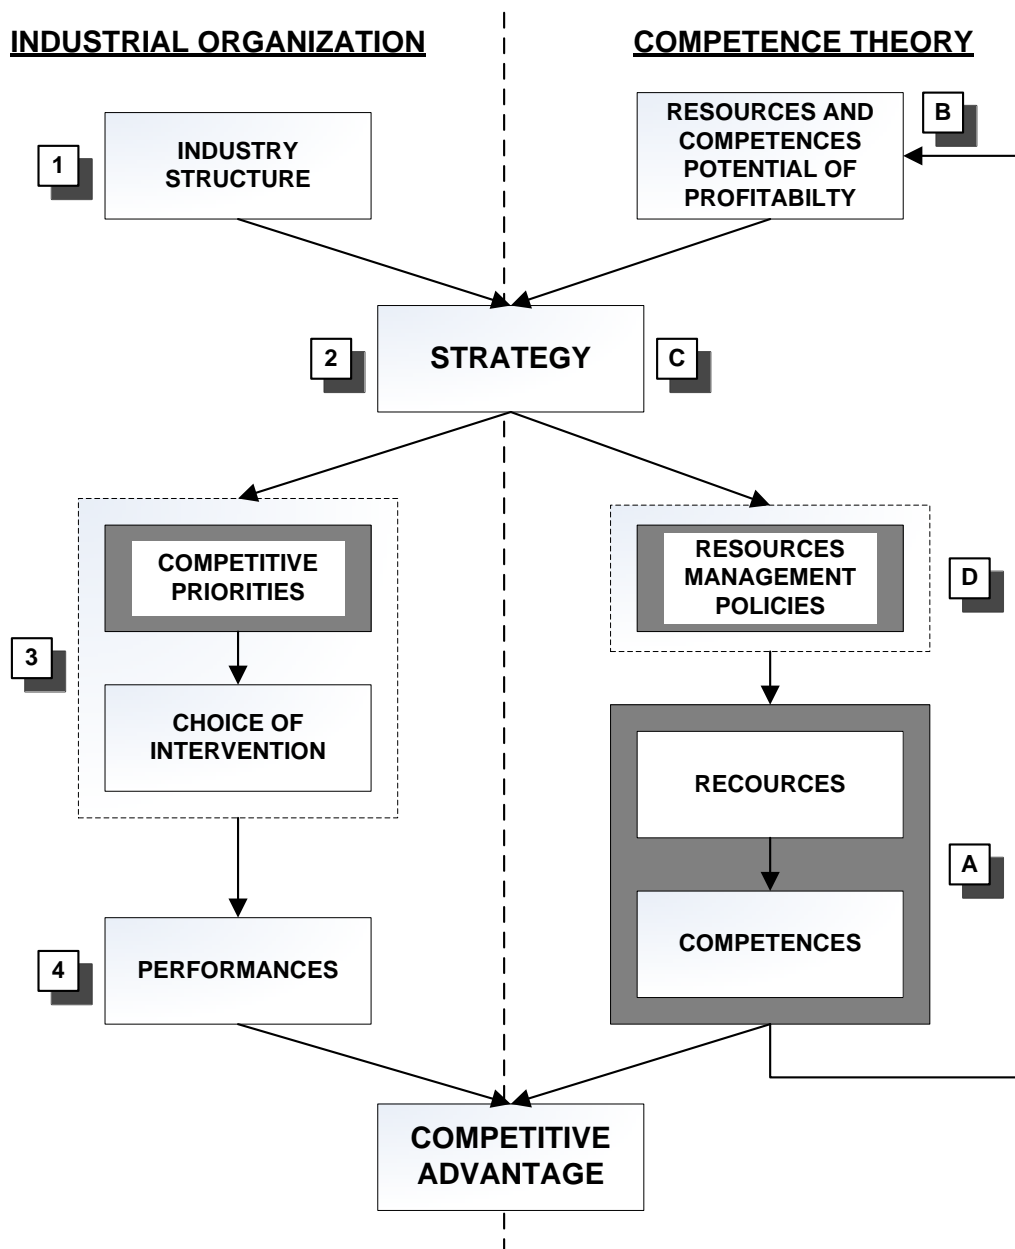 INDUSTRIAL ORGANIZATION
COMPETENCE THEORY
1
INDUSTRY
STRUCTURE
RESOURCES AND
COMPETENCES
POTENTIAL OF
PROFITABILTY
B
2
STRATEGY
C
3
COMPETITIVE
PRIORITIES
CHOICE OF
INTERVENTION
RESOURCES
MANAGEMENT
POLICIES
D
RECOURCES
COMPETENCES
A
4
PERFORMANCES
COMPETITIVE
ADVANTAGE